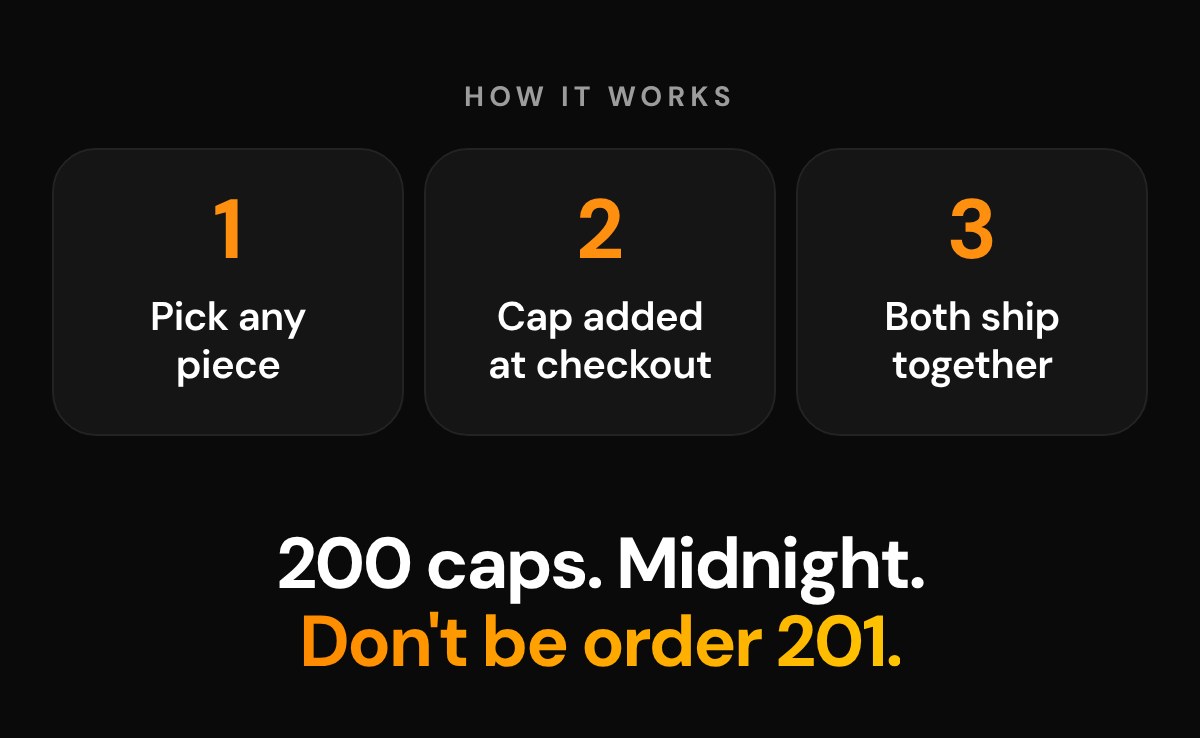 HOW IT WORKS
1
Pick any
piece
2
Cap added
at checkout
3
Both ship
together
200 caps. Midnight.
Don't be order 201.